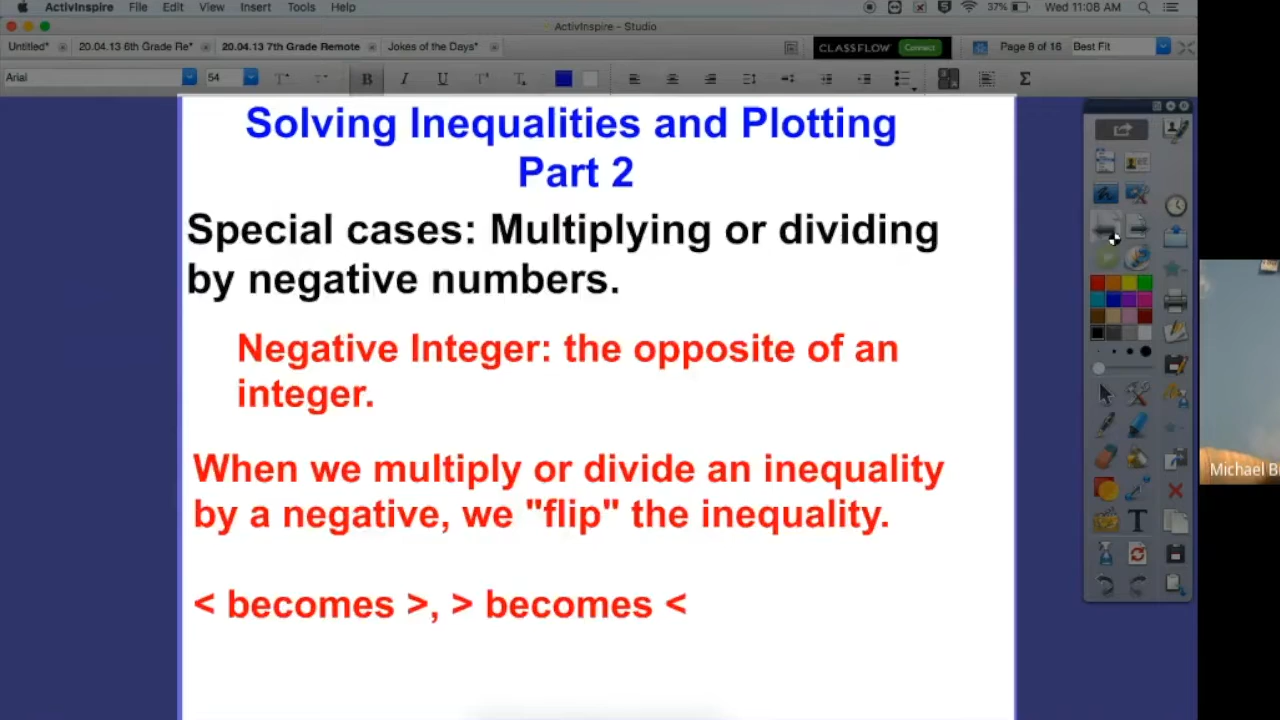 ActivInspire File Edit View Insert Tools Help 37% Wed 11:08 AM
ActivInspire - Studio
Untitled* 20.04.13 6th Grade Re* 20.04.13 7th Grade Remote Jokes of the Days* CLASSFLOW Connect Page 8 of 16 Best Fit
Arial 54 B I U
Solving Inequalities and Plotting
Part 2
Special cases: Multiplying or dividing
by negative numbers.
Negative Integer: the opposite of an
integer.
When we multiply or divide an inequality
by a negative, we "flip" the inequality.
< becomes >, > becomes <
Michael